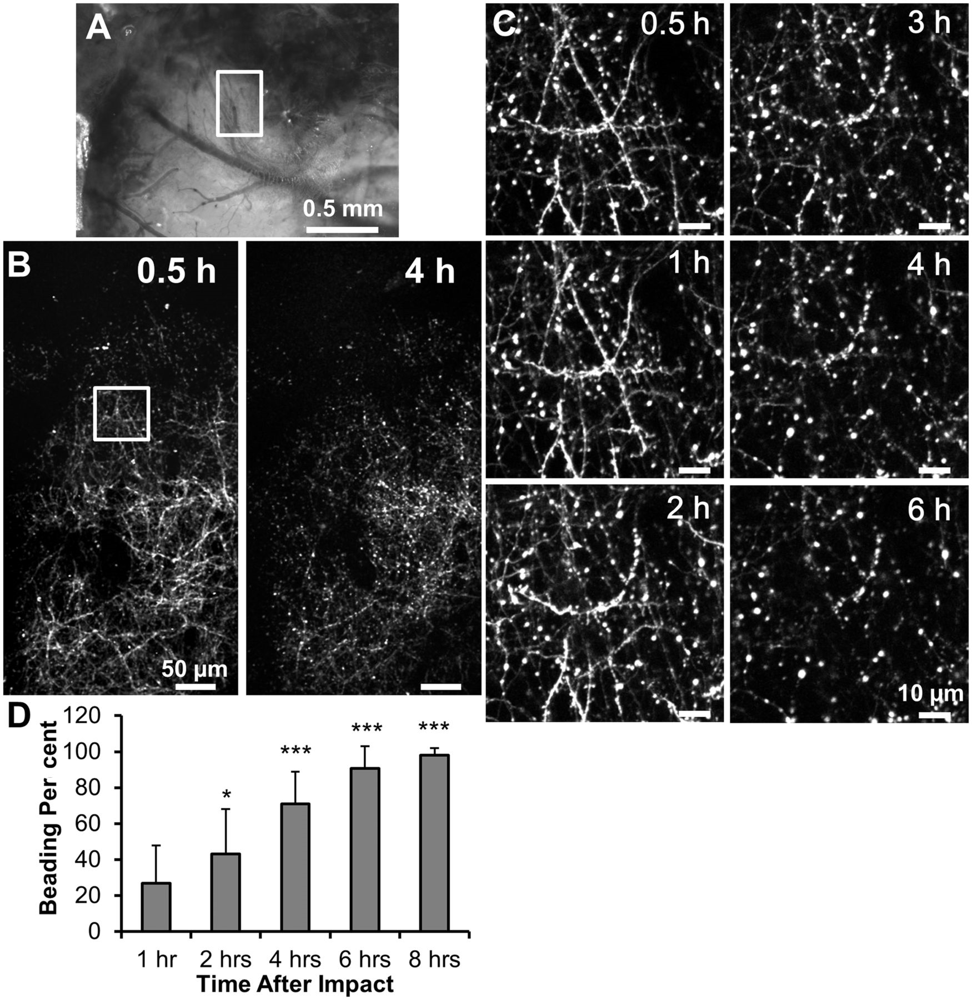 A
0.5 mm
B
0.5 h
4 h
50 µm
C
0.5 h
3 h
1 h
4 h
2 h
6 h
10 µm
D
Beading Per cent
120
100
80
60
40
20
0
*
***
***
***
1 hr
2 hrs
4 hrs
6 hrs
8 hrs
Time After Impact